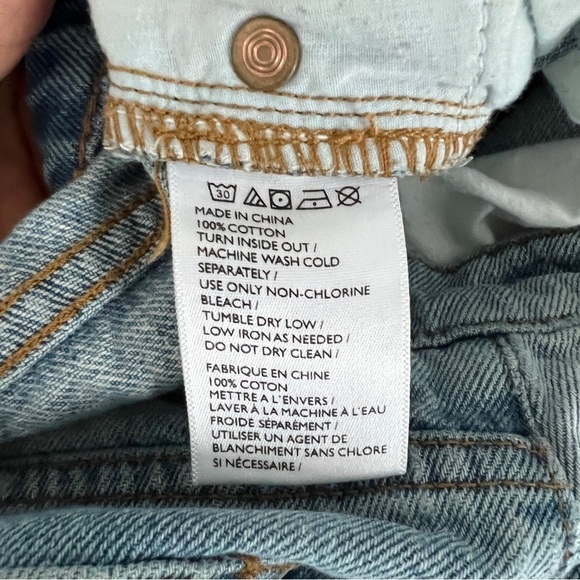 30
MADE IN CHINA
100% COTTON
TURN INSIDE OUT /
MACHINE WASH COLD
SEPARATELY /
USE ONLY NON-CHLORINE
BLEACH /
TUMBLE DRY LOW /
LOW IRON AS NEEDED /
DO NOT DRY CLEAN /
FABRIQUE EN CHINE
100% COTON
METTRE A L'ENVERS /
LAVER À LA MACHINE À L'EAU
FROIDE SÉPARÉMENT /
UTILISER UN AGENT DE
BLANCHIMENT SANS CHLORE
SI NÉCESSAIRE /